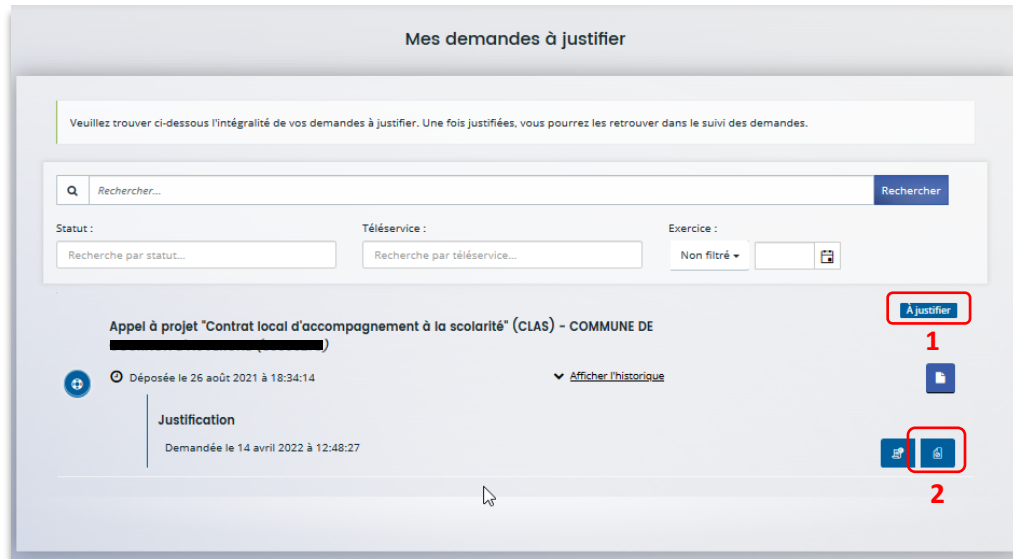 Mes demandes à justifier
Veuillez trouver ci-dessous l'intégralité de vos demandes à justifier. Une fois justifiées, vous pourrez les retrouver dans le suivi des demandes.
Rechercher...
Rechercher
Statut :
Téléservice :
Exercice :
Recherche par statut...
Recherche par téléservice...
Non filtré
À justifier
1
Appel à projet "Contrat local d'accompagnement à la scolarité" (CLAS) - COMMUNE DE
Déposée le 26 août 2021 à 18:34:14
Afficher l'historique
Justification
Demandée le 14 avril 2022 à 12:48:27
2